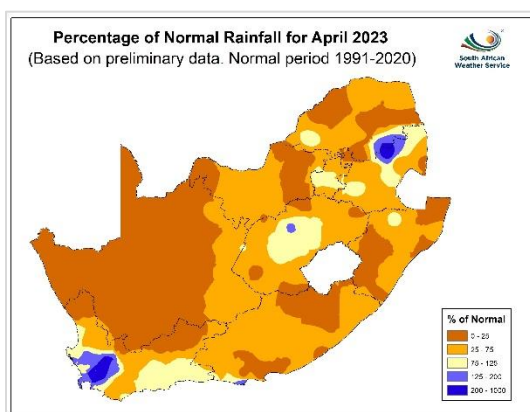 Percentage of Normal Rainfall for April 2023
(Based on preliminary data. Normal period 1991-2020)
South African
Weather Service
% of Normal
0 - 25
25 - 75
75 - 125
125 - 200
200 - 1000